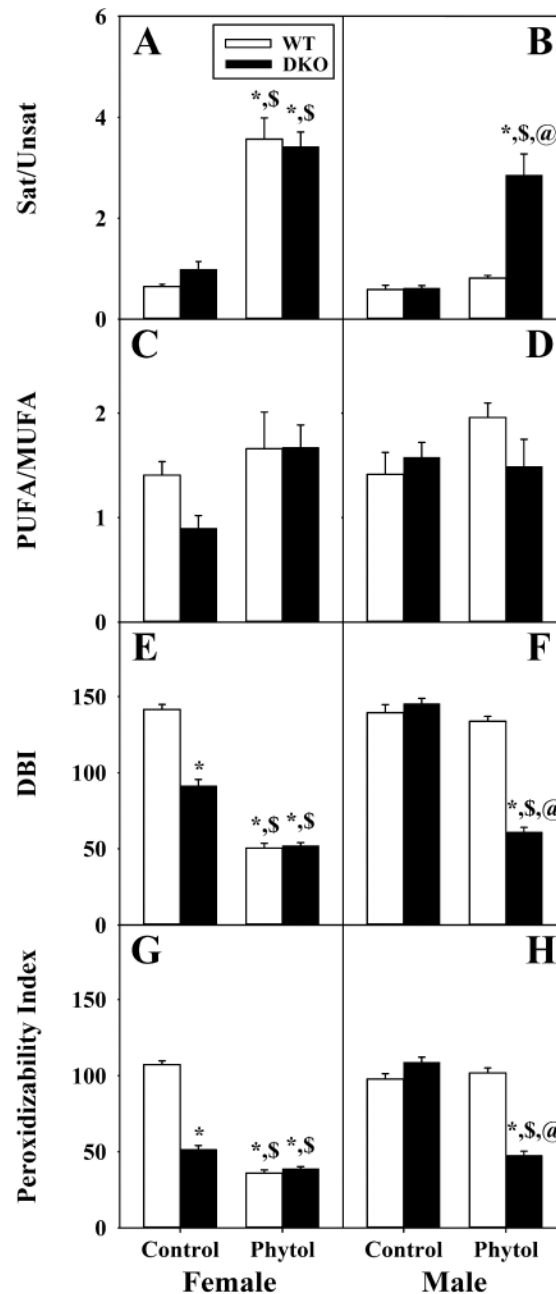 A
B
WT
DKO
Sat/Unsat
6
4
2
0
*,$
*,$
*,$,@
C
D
PUFA/MUFA
2
1
0
E
F
DBI
150
100
50
0
*
*,$
*,$
*,$,@
G
H
Peroxidizability Index
150
100
50
0
*
*,$
*,$
*,$,@
Control Phytol Control Phytol
Female Male